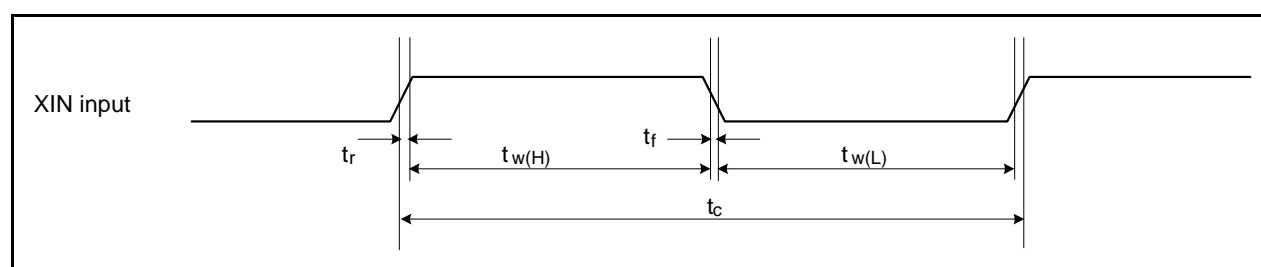 XIN input
tr
tw(H)
tf
tw(L)
tc